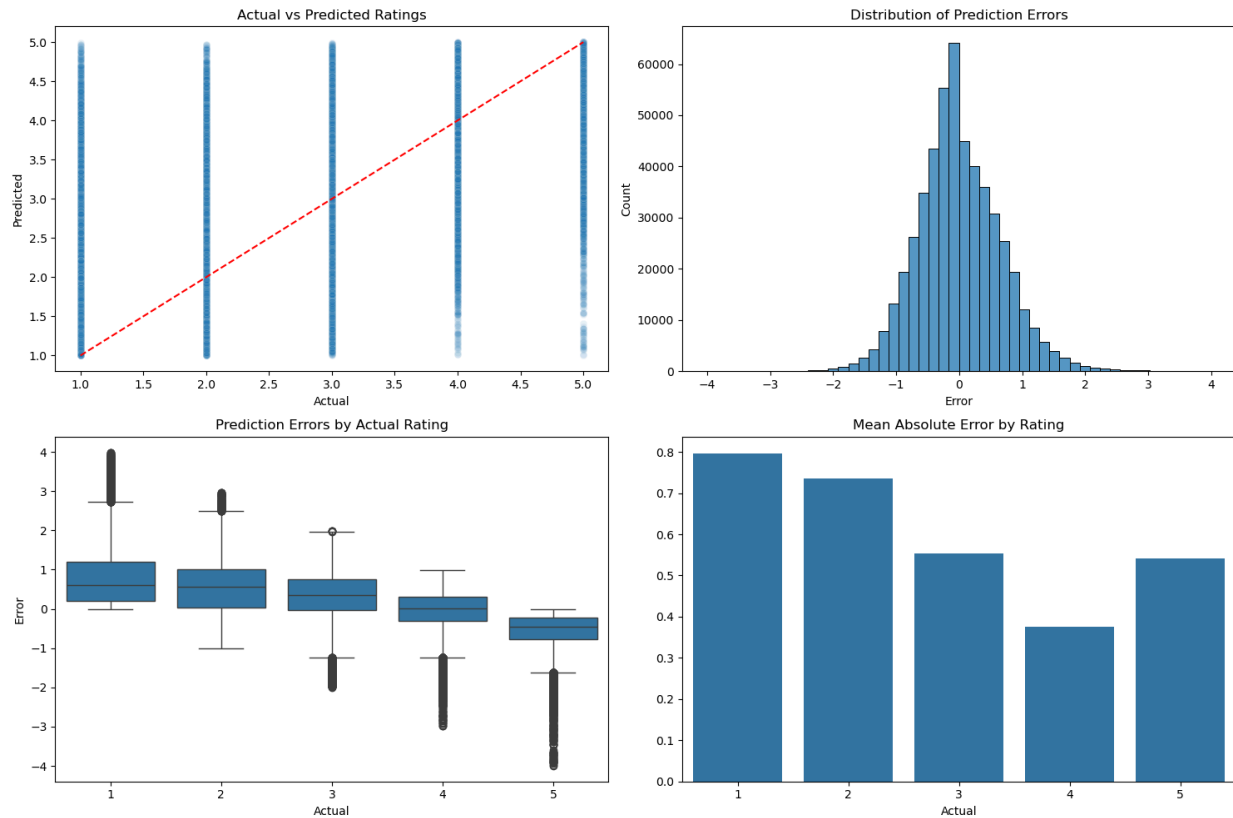 Actual vs Predicted Ratings
5.0
4.5
4.0
3.5
3.0
2.5
2.0
1.5
1.0
Predicted
1.0 1.5 2.0 2.5 3.0 3.5 4.0 4.5 5.0
Actual
Distribution of Prediction Errors
60000
50000
40000
30000
20000
10000
0
Count
−4 −3 −2 −1 0 1 2 3 4
Error
Prediction Errors by Actual Rating
4
3
2
1
0
−1
−2
−3
−4
Error
1 2 3 4 5
Actual
Mean Absolute Error by Rating
0.8
0.7
0.6
0.5
0.4
0.3
0.2
0.1
0.0
1 2 3 4 5
Actual